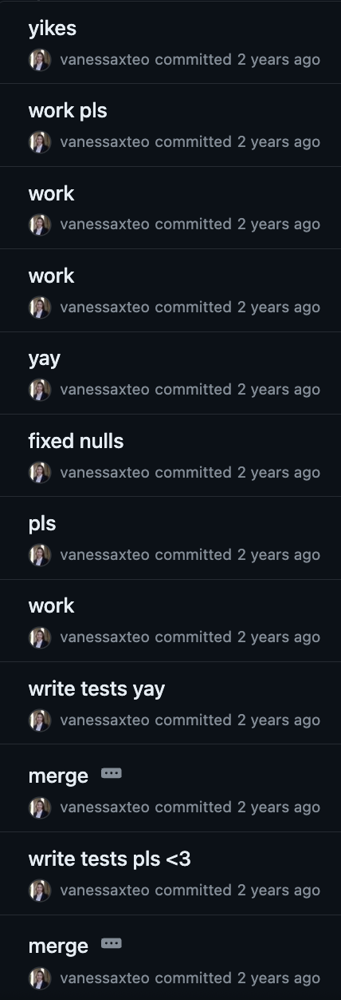 yikes
vanessaxteo committed 2 years ago
work pls
vanessaxteo committed 2 years ago
work
vanessaxteo committed 2 years ago
work
vanessaxteo committed 2 years ago
yay
vanessaxteo committed 2 years ago
fixed nulls
vanessaxteo committed 2 years ago
pls
vanessaxteo committed 2 years ago
work
vanessaxteo committed 2 years ago
write tests yay
vanessaxteo committed 2 years ago
merge
vanessaxteo committed 2 years ago
write tests pls <3
vanessaxteo committed 2 years ago
merge
vanessaxteo committed 2 years ago